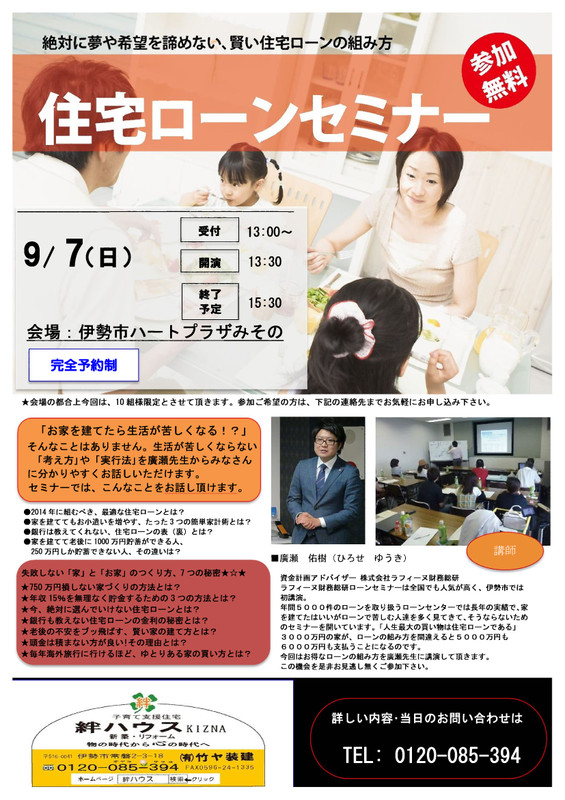 絶対に夢や希望を諦めない、賢い住宅ローンの組み方
参加
無料
住宅ローンセミナー
9/7(日)
受付 13:00～
開演 13:30
終了予定 15:30
会場：伊勢市ハートプラザみその
完全予約制
★会場の都合上今回は、10組様限定とさせて頂きます。参加ご希望の方は、下記の連絡先までお気軽にお申し込み下さい。
「お家を建てたら生活が苦しくなる！？」
そんなことはありません。生活が苦しくならない
「考え方」や「実行法」を廣瀬先生からみなさん
に分かりやすくお話しいただけます。
セミナーでは、こんなことをお話し頂けます。
●2014年に組むべき、最適な住宅ローンとは？
●家を建ててもお小遣いを増やす、たった3つの簡単家計術とは？
●銀行は教えてくれない、住宅ローンの表（裏）とは？
●家を建てて老後に1000万円貯蓄ができる人、
250万円しか貯蓄できない人、その違いは？
失敗しない「家」と「お家」のつくり方、7つの秘密★☆★
★750万円損しない家づくりの方法とは？
★年収15％を無理なく貯金するための3つの方法とは？
★今、絶対に選んでいけない住宅ローンとは？
★銀行も教えない住宅ローンの金利の秘密とは？
★老後の不安をブッ飛ばす、賢い家の建て方とは？
★頭金は積まない方が良い！その理由とは？
★毎年海外旅行に行けるほど、ゆとりある家の買い方とは？
講師
■廣瀬　佑樹（ひろせ　ゆうき）
資金計画アドバイザー 株式会社ラフィーヌ財務総研
ラフィーヌ財務総研ローンセミナーは全国でも人気が高く、伊勢市では
初講演。
年間5000件のローンを取り扱うローンセンターでは長年の実績で、家
を建てたはいいがローンで苦しむ人達を多く見てきて、そうならないため
のセミナーを開いています。「人生最大の買い物は住宅ローンである」
3000万円の家が、ローンの組み方を間違えると5000万円も
6000万円も支払うことになるのです。
今回はお得なローンの組み方を廣瀬先生に講演して頂きます。
この機会を是非お見逃し無くご参加下さい。
絆
子育て支援住宅
絆ハウス KIZNA
新築・リフォーム
物の時代から心の時代へ
伊勢市常磐2-3-18 (有)竹ヤ装建
0120-085-394 FAX0596-24-1335
ホームページ 絆ハウス 検索 クリック
詳しい内容・当日のお問い合わせは
TEL: 0120-085-394